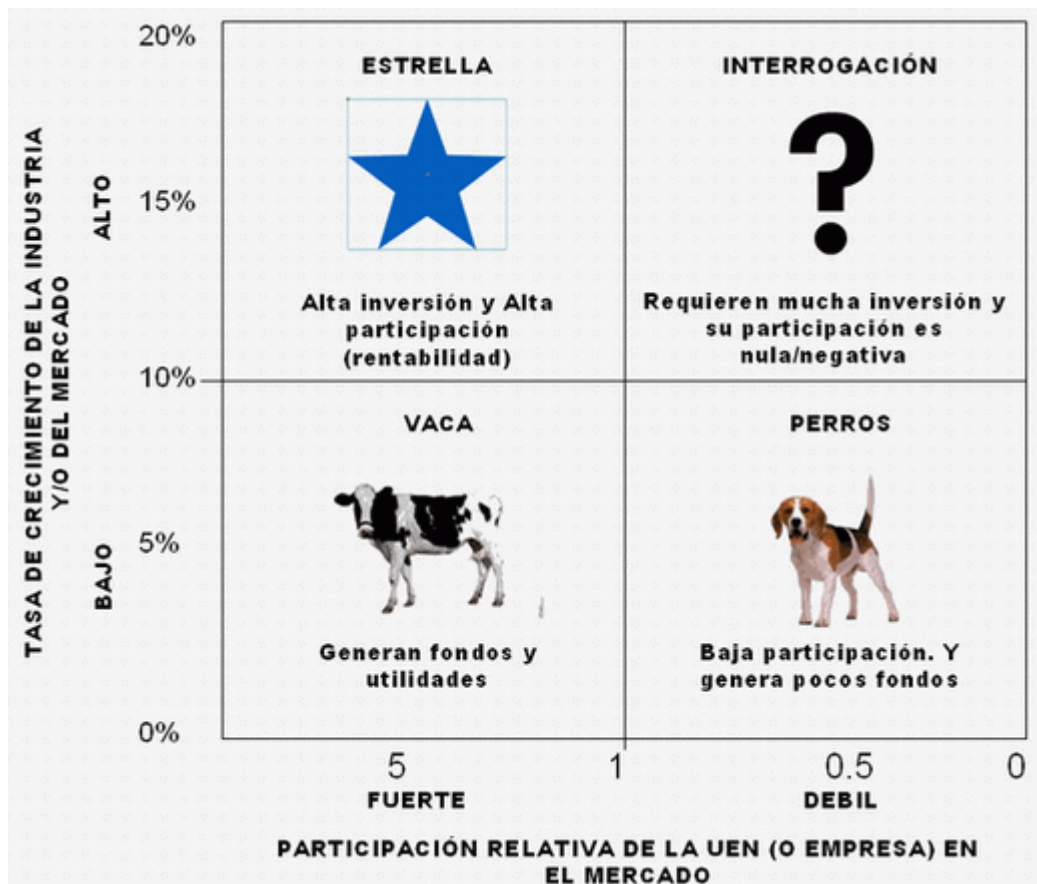 20%
ESTRELLA
INTERROGACIÓN
15%
ALTO
TASA DE CRECIMIENTO DE LA INDUSTRIA
Y/O DEL MERCADO
Alta inversión y Alta
participación
(rentabilidad)
Requieren mucha inversión y
su participación es
nula/negativa
10%
VACA
PERROS
5%
BAJO
Generan fondos y
utilidades
Baja participación. Y
genera pocos fondos
0%
5
1
0.5
0
FUERTE
DEBIL
PARTICIPACIÓN RELATIVA DE LA UEN (O EMPRESA) EN
EL MERCADO